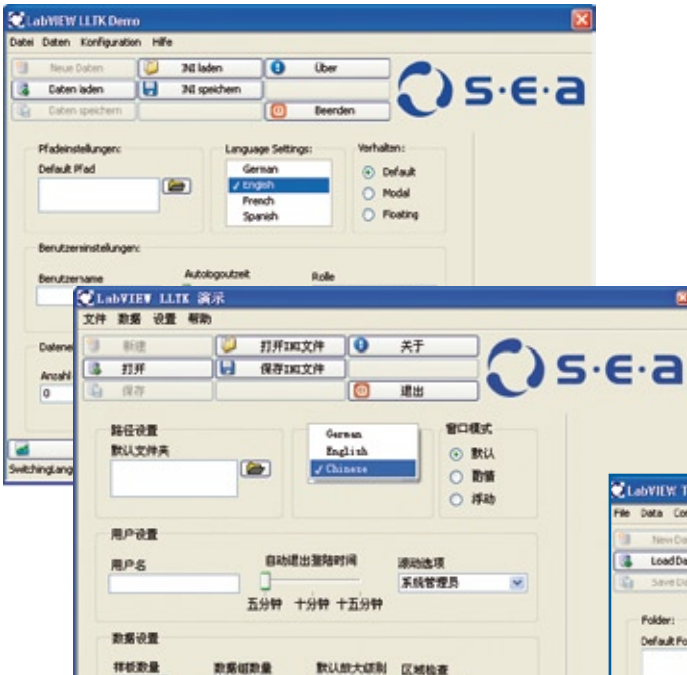 LabVIEW LLTK Demo
Datei Daten Konfiguration Hilfe
Neue Daten INI laden Über
Daten laden INI speichern
Daten speichern Beenden
s·e·a
Pfadeinstellungen: Language Settings: Verhalten:
Default Pfad German Default
English Modal
French Floating
Spanish
Benutzereinstellungen:
Benutzername Autologoutzeit Rolle
Datene
Anzahl
0
SwitchingLang
LabVIEW LLTK 演示
文件 数据 设置 帮助
新建 打开INI文件 关于
打开 保存INI文件
保存 退出
s·e·a
路径设置 窗口模式
默认文件夹 German 默认
English
Chinese 浮动
用户设置
用户名 自动退出登陆时间 滚动选项
系统管理员
五分钟 十分钟 十五分钟
数据设置
样板数量 数据组数量 默认放大级别 区域检查
LabVIEW T
File Data Con
New Da
Load Da
Save Da
Folder:
Default Fo